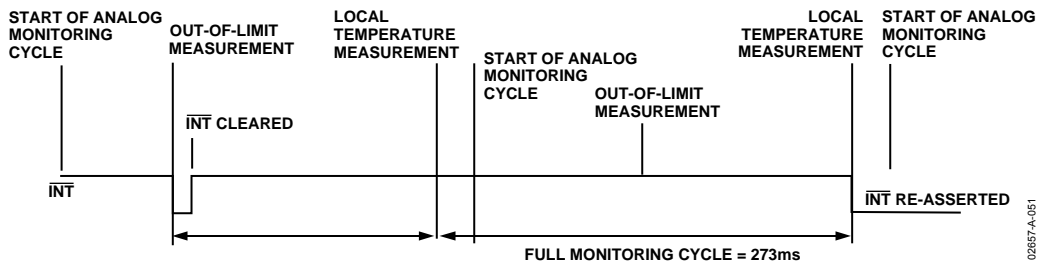 START OF ANALOG
MONITORING
CYCLE
OUT-OF-LIMIT
MEASUREMENT
LOCAL
TEMPERATURE
MEASUREMENT
START OF ANALOG
MONITORING
CYCLE
OUT-OF-LIMIT
MEASUREMENT
LOCAL
TEMPERATURE
MEASUREMENT
START OF ANALOG
MONITORING
CYCLE
INT CLEARED
INT
INT RE-ASSERTED
FULL MONITORING CYCLE = 273ms
02657-A-051